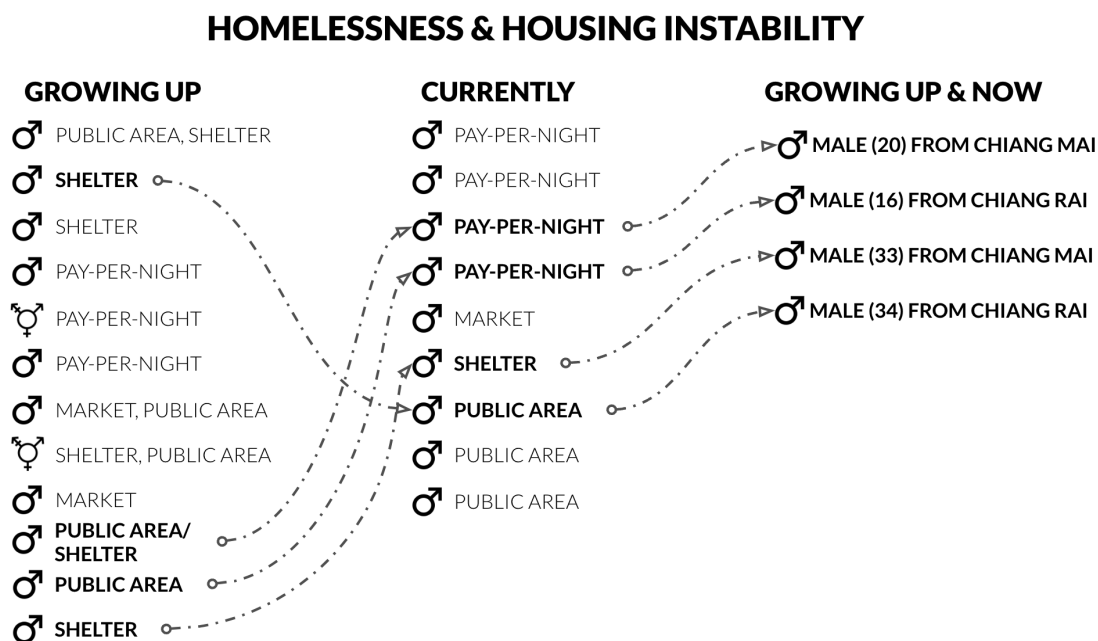 HOMELESSNESS & HOUSING INSTABILITY
GROWING UP
PUBLIC AREA, SHELTER
SHELTER
SHELTER
PAY-PER-NIGHT
PAY-PER-NIGHT
PAY-PER-NIGHT
MARKET, PUBLIC AREA
SHELTER, PUBLIC AREA
MARKET
PUBLIC AREA/
SHELTER
PUBLIC AREA
SHELTER
CURRENTLY
PAY-PER-NIGHT
PAY-PER-NIGHT
PAY-PER-NIGHT
PAY-PER-NIGHT
MARKET
SHELTER
PUBLIC AREA
PUBLIC AREA
PUBLIC AREA
GROWING UP & NOW
MALE (20) FROM CHIANG MAI
MALE (16) FROM CHIANG RAI
MALE (33) FROM CHIANG MAI
MALE (34) FROM CHIANG RAI